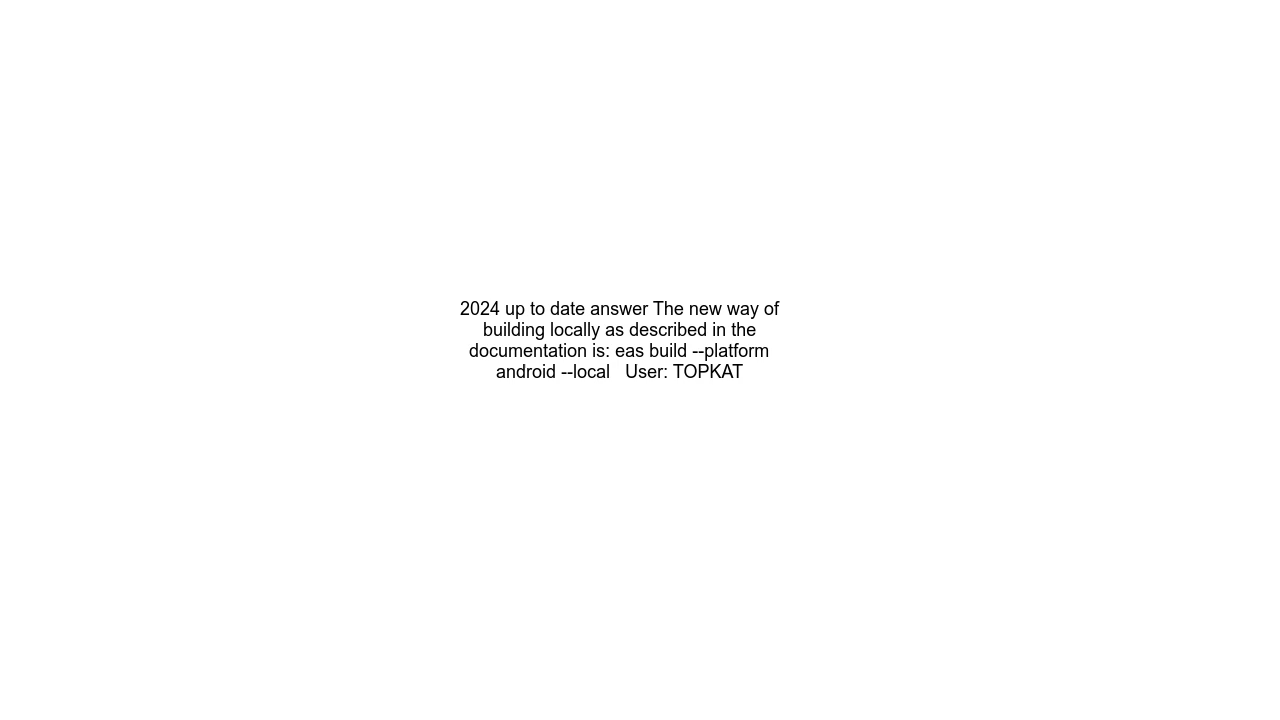 2024 up to date answer The new way of
building locally as described in the
documentation is: eas build --platform
android --local   User: TOPKAT